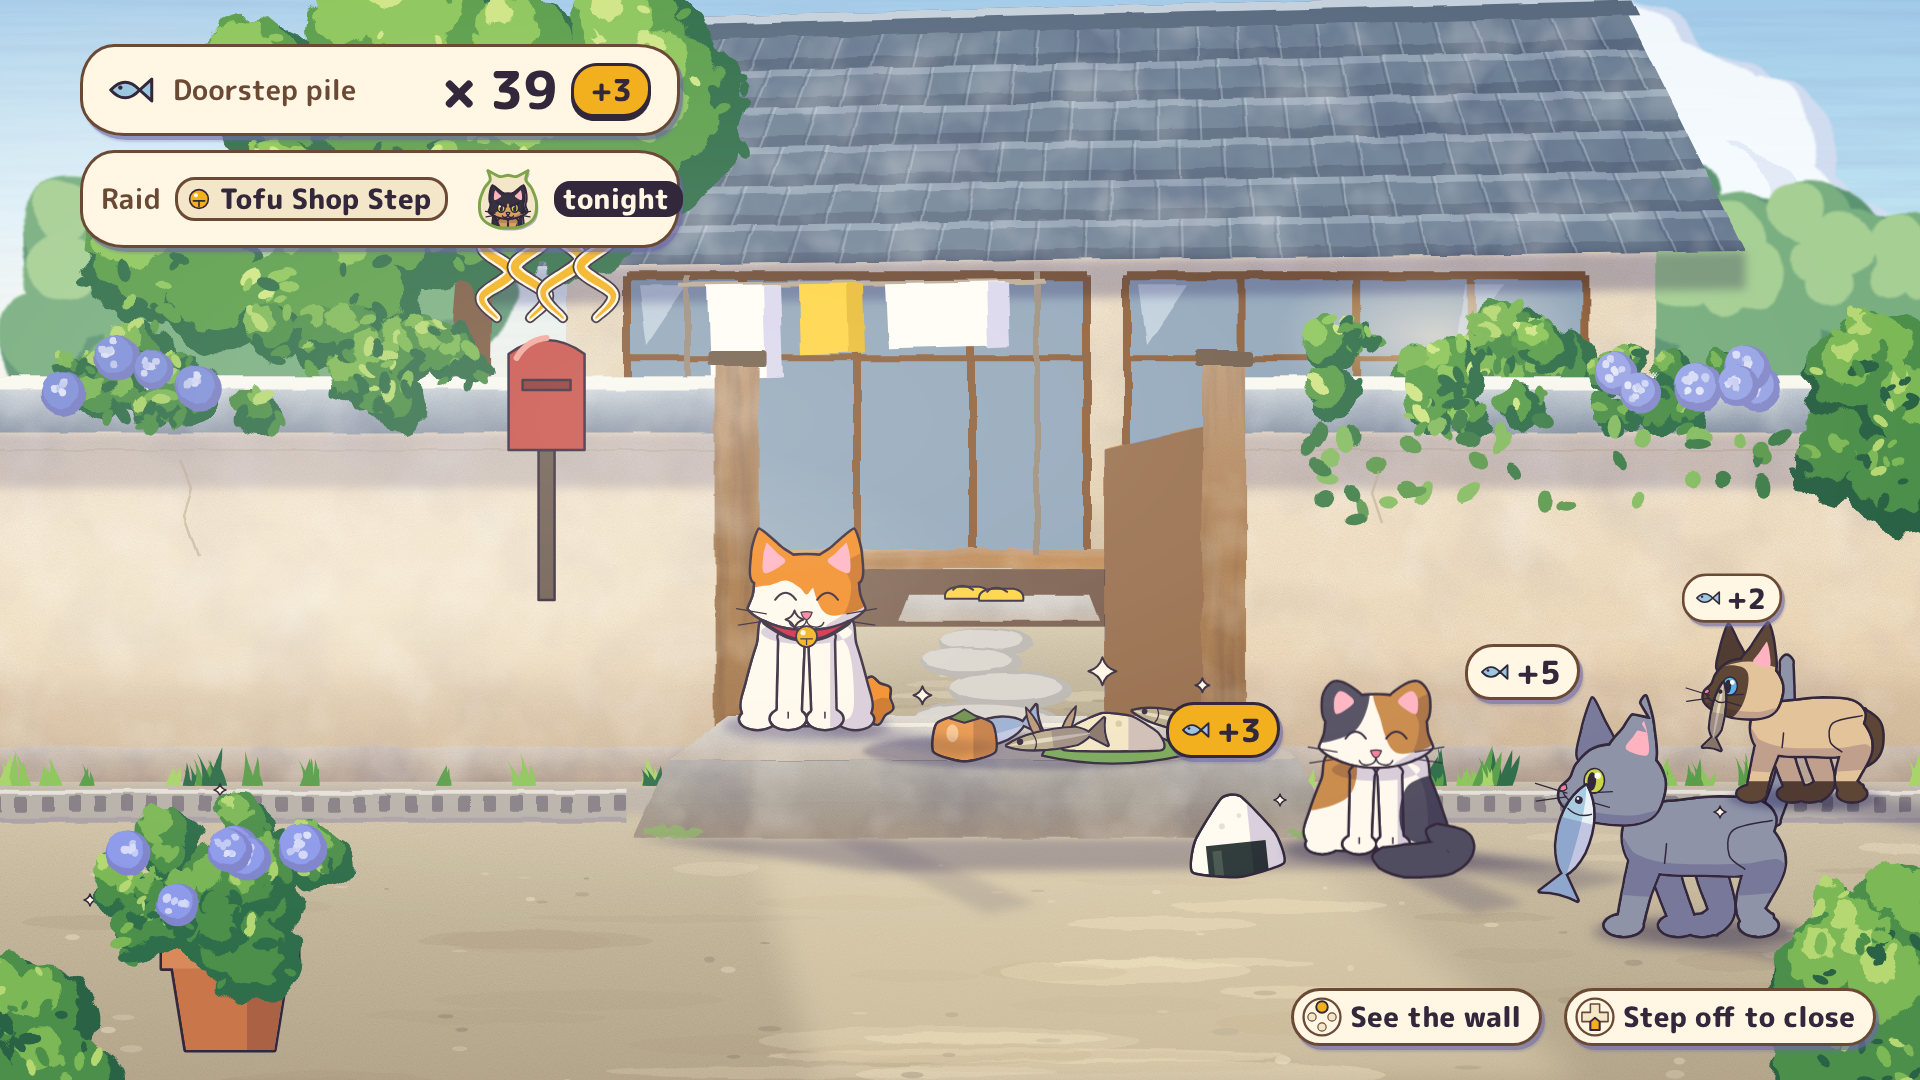 Doorstep pile × 39 +3
Raid Tofu Shop Step tonight
+2
+5
+3
See the wall
Step off to close